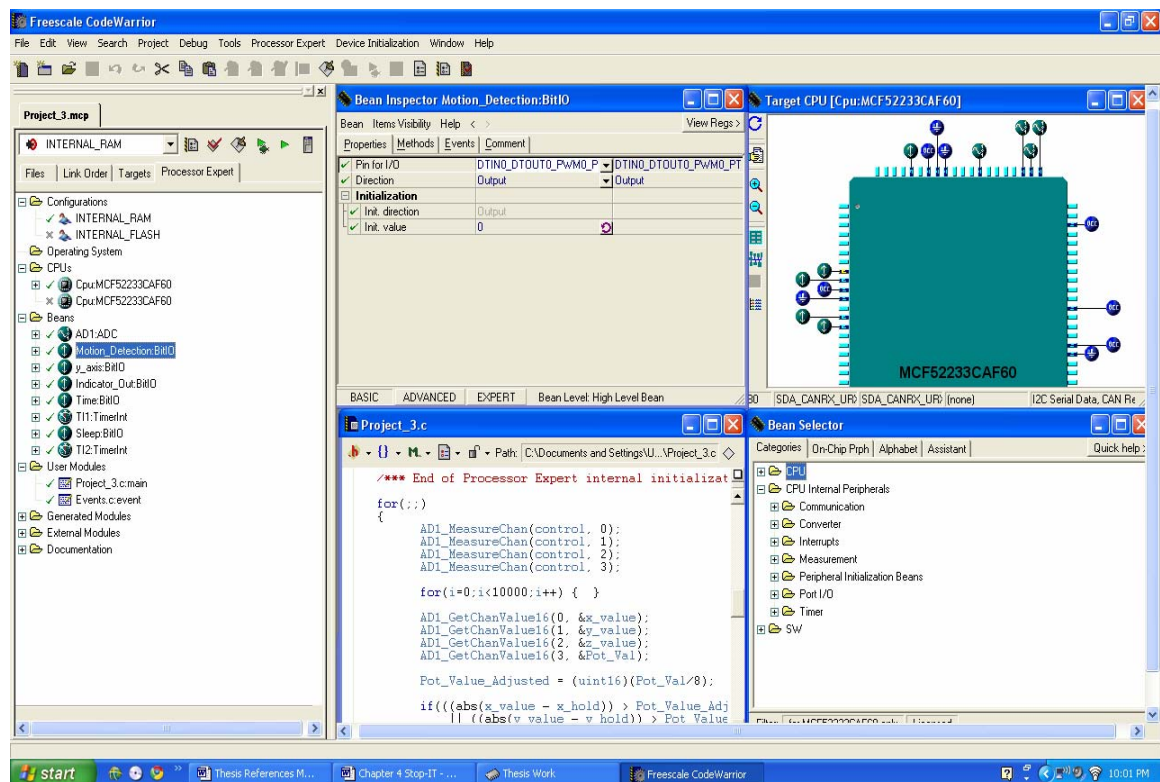 Freescale CodeWarrior
File Edit View Search Project Debug Tools Processor Expert Device Initialization Window Help
Project_3.mcp
INTERNAL_RAM
Files Link Order Targets Processor Expert
Configurations
INTERNAL_RAM
INTERNAL_FLASH
Operating System
CPUs
Cpu:MCF52233CAF60
Cpu:MCF52233CAF60
Beans
AD1:ADC
Motion_Detection:BitIO
y_axis:BitIO
Indicator_Out:BitIO
Time:BitIO
TI1:TimerInt
Sleep:BitIO
TI2:TimerInt
User Modules
Project_3.c:main
Events.c:event
Generated Modules
External Modules
Documentation
Bean Inspector Motion_Detection:BitIO
Bean Items Visibility Help < > View Regs >
Properties Methods Events Comment
Pin for I/O DTIN0_DTOUT0_PWM0_P DTIN0_DTOUT0_PWM0_PT
Direction Output Output
Initialization
Init. direction Output
Init. value 0
BASIC ADVANCED EXPERT Bean Level: High Level Bean
Target CPU [Cpu:MCF52233CAF60]
MCF52233CAF60
80 SDA_CANRX_UR SDA_CANRX_UR (none) I2C Serial Data, CAN Re
Project_3.c
M. Path: C:\Documents and Settings\U...\Project_3.c
/*** End of Processor Expert internal initializat
for(;;)
{
AD1_MeasureChan(control, 0);
AD1_MeasureChan(control, 1);
AD1_MeasureChan(control, 2);
AD1_MeasureChan(control, 3);
for(i=0;i<10000;i++) { }
AD1_GetChanValue16(0, &x_value);
AD1_GetChanValue16(1, &y_value);
AD1_GetChanValue16(2, &z_value);
AD1_GetChanValue16(3, &Pot_Val);
Pot_Value_Adjusted = (uint16)(Pot_Val/8);
if(((abs(x_value - x_hold)) > Pot_Value_Adj
|| ((abs(y_value - y_hold)) > Pot_Value
Bean Selector
Categories On-Chip Prph Alphabet Assistant Quick help
CPU
CPU Internal Peripherals
Communication
Converter
Interrupts
Measurement
Peripheral Initialization Beans
Port I/O
Timer
SW
Filter: for MCF52233CAF60 only Licensed
start Thesis References M... Chapter 4 Stop-IT - ... Thesis Work Freescale CodeWarrior 10:01 PM